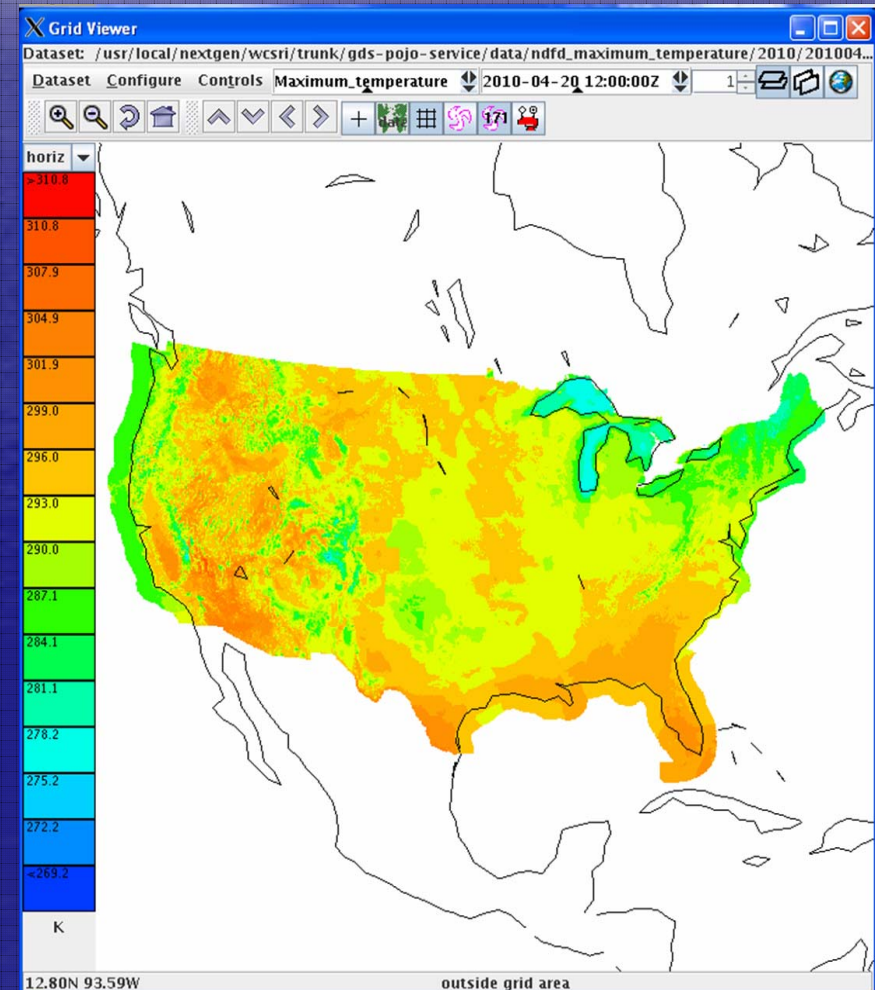 Grid Viewer
Dataset: /usr/local/nextgen/wcsri/trunk/gds-pojo-service/data/ndfd_maximum_temperature/2010/201004...
Dataset Configure Controls Maximum_temperature 2010-04-20 12:00:00Z 1
171
horiz
>310.8
310.8
307.9
304.9
301.9
299.0
296.0
293.0
290.0
287.1
284.1
281.1
278.2
275.2
272.2
<269.2
K
12.80N 93.59W outside grid area